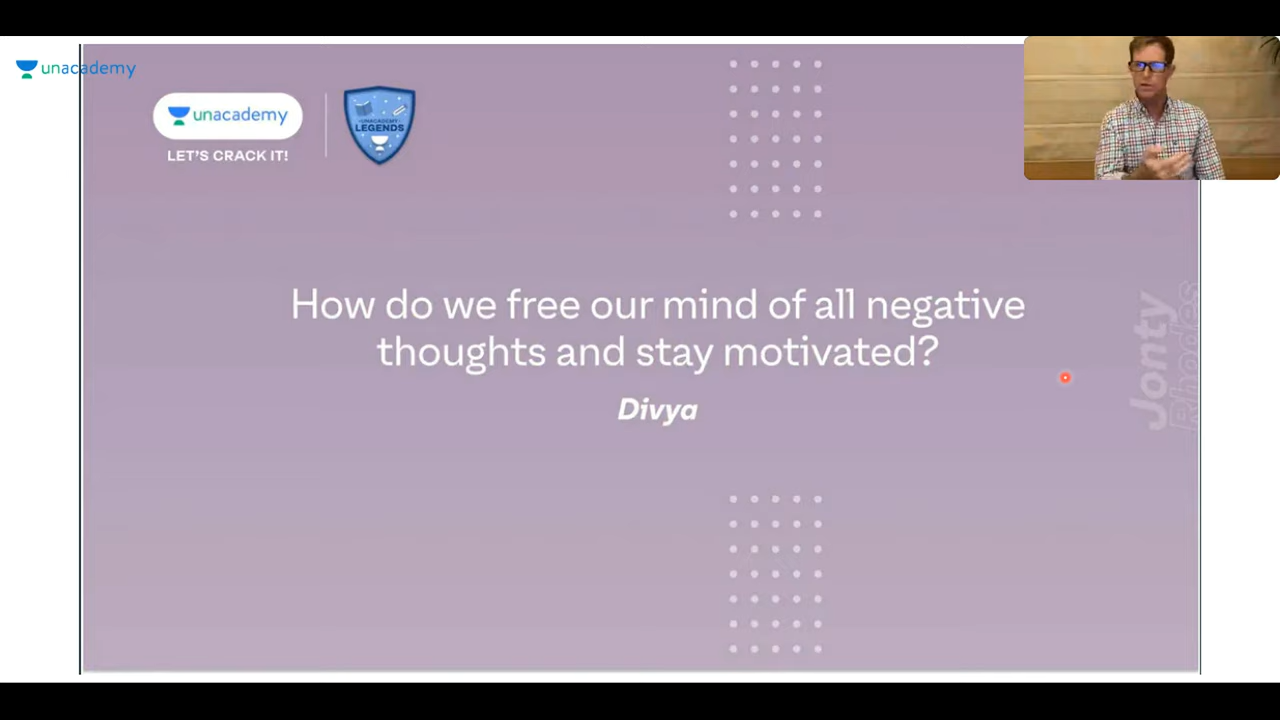 unacademy
unacademy
LET'S CRACK IT!
UNACADEMY
LEGENDS
How do we free our mind of all negative
thoughts and stay motivated?
Divya
Jonty
Rhodes